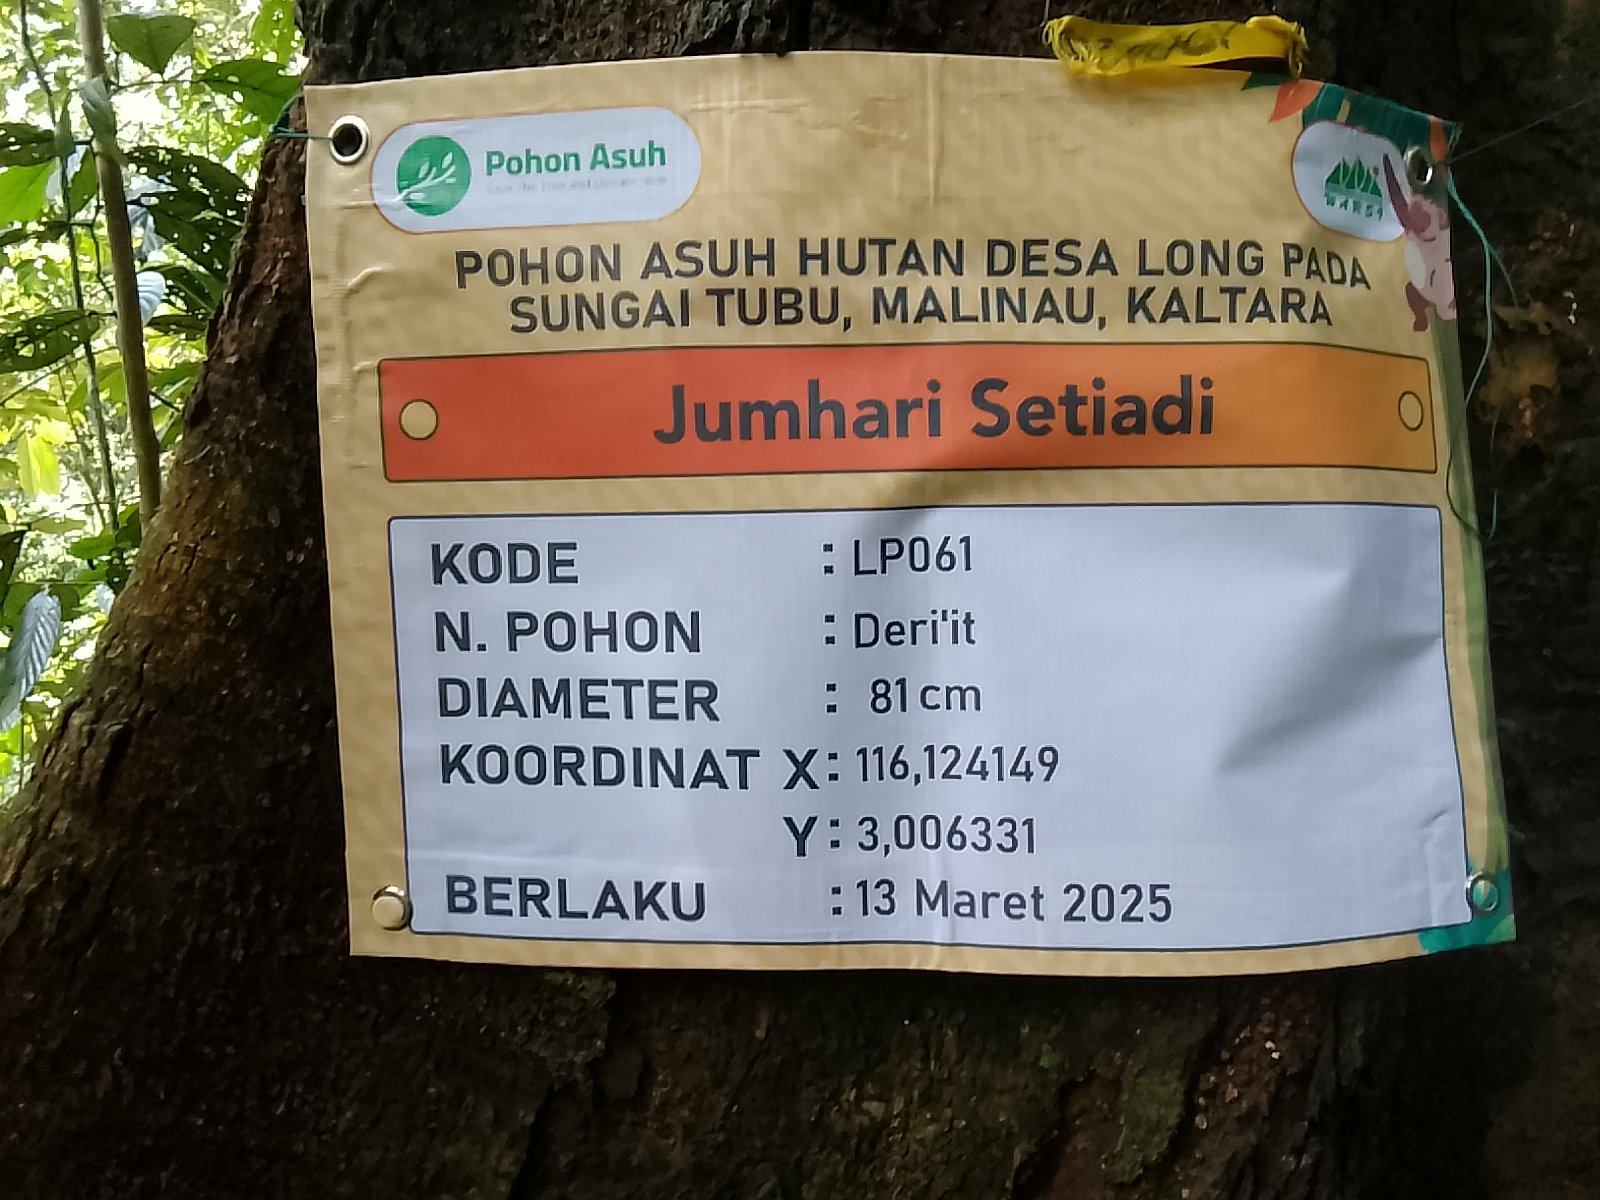 Pohon Asuh
WARSI
POHON ASUH HUTAN DESA LONG PADA
SUNGAI TUBU, MALINAU, KALTARA
Jumhari Setiadi
KODE : LP061
N. POHON : Deri'it
DIAMETER : 81 cm
KOORDINAT X : 116,124149
Y : 3,006331
BERLAKU : 13 Maret 2025